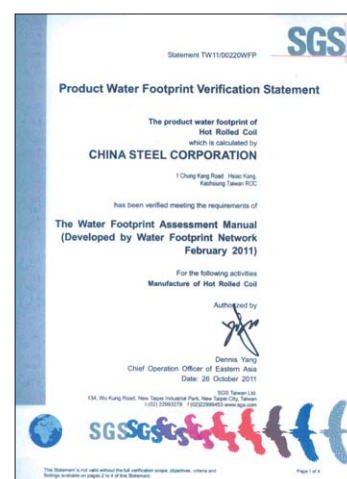 SGS
Statement TW11/00220WFP
Product Water Footprint Verification Statement
The product water footprint of
Hot Rolled Coil
which is calculated by
CHINA STEEL CORPORATION
1 Chung Kang Road Hsiao Kang,
Kaohsiung Taiwan ROC
has been verified meeting the requirements of
The Water Footprint Assessment Manual
(Developed by Water Footprint Network
February 2011)
For the following activities
Manufacture of Hot Rolled Coil
Authorized by
Dennis Yang
Chief Operation Officer of Eastern Asia
Date: 26 October 2011
SGS Taiwan Ltd.
134, Wu Kung Road, New Taipei Industrial Park, New Taipei City, Taiwan
t (02) 22993279 f (02)22999453 www.sgs.com
SGSSGSGS
This Statement is not valid without the full verification scope, objectives, criteria and
findings available on pages 2 to 4 of this Statement.
Page 1 of 4